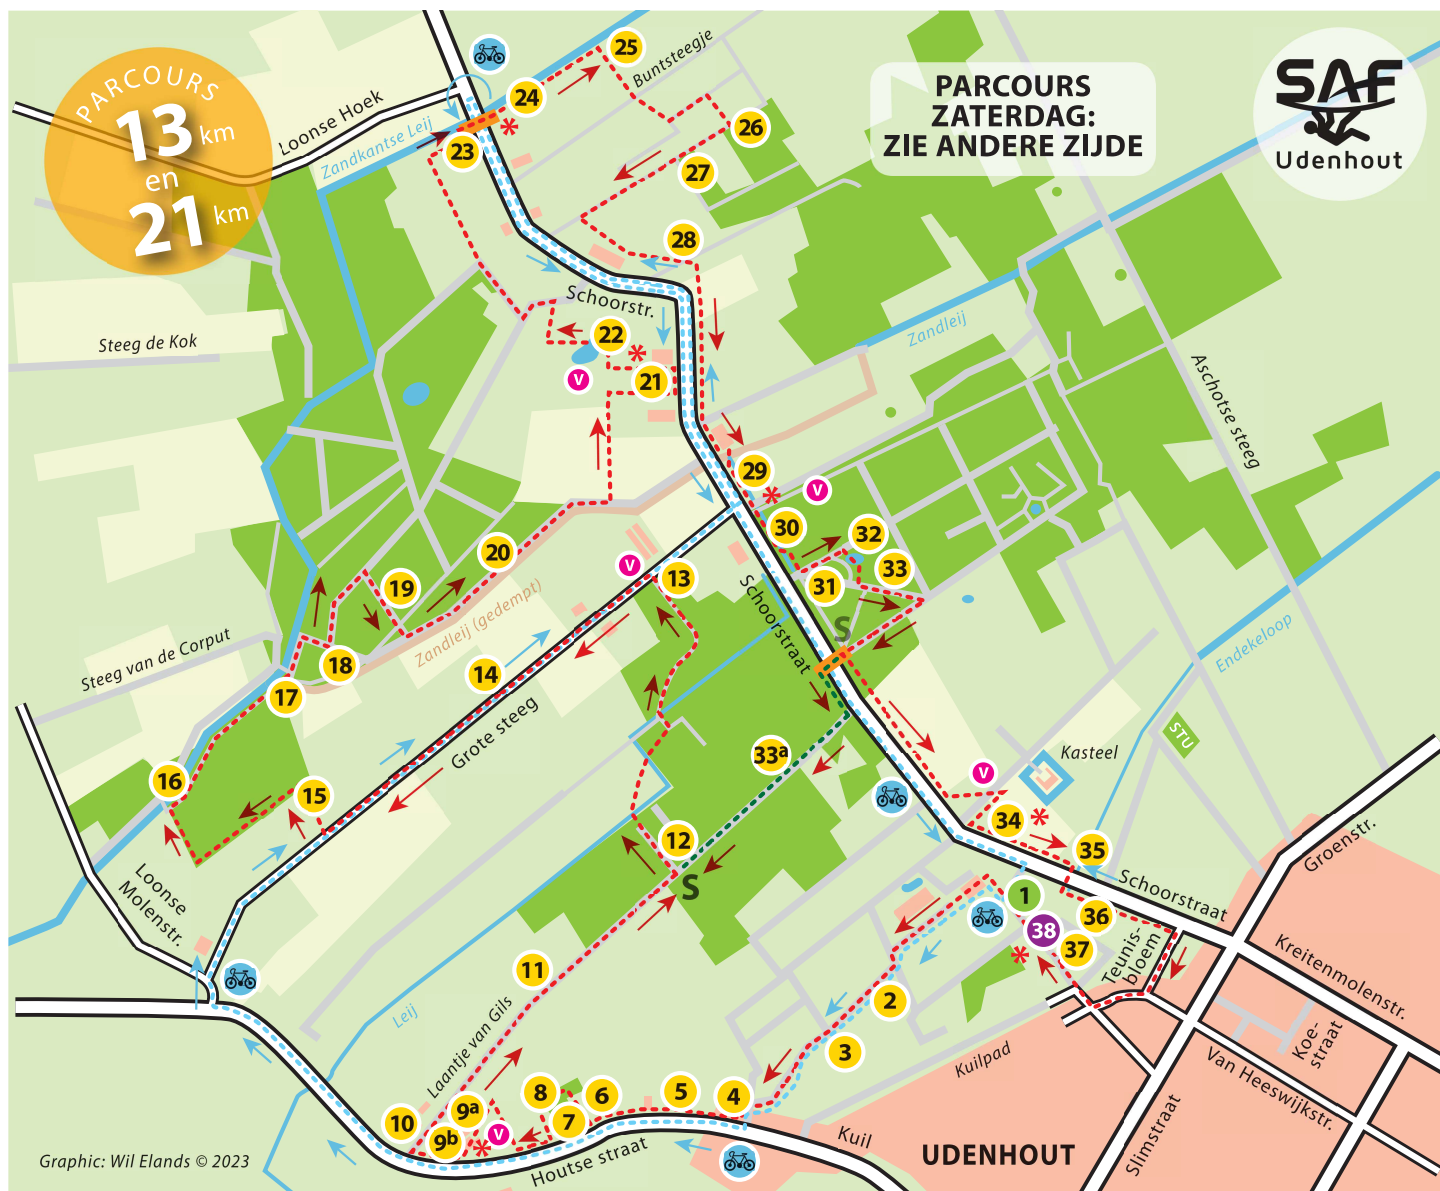 PARCOURS
13 km
en
21 km
PARCOURS
ZATERDAG:
ZIE ANDERE ZIJDE
SAF
Udenhout
Loonse Hoek
Zandkantse Leij
Buntsteegje
25
24
23
26
27
28
Schoorstr.
Steeg de Kok
22
21
V
Zandleij
Aschotse steeg
29
V
30
32
33
31
S
20
19
V
13
Schoorstraat
Zandleij (gedempt)
Steeg van de Corput
18
17
14
Grote steeg
Endekeloop
STU
Kasteel
33a
16
15
V
34
35
12
S
Loonse
Molenstr.
Groenstr.
Schoorstraat
1
38
36
37
Teunis-
bloem
Kreitenmolenstr.
11
2
3
Leij
Laantje van Gils
Kuilpad
Koe-
straat
Van Heeswijkstr.
10
9a
9b
V
8
7
6
5
4
Houtse straat
Kuil
UDENHOUT
Slimstraat
Graphic: Wil Elands © 2023